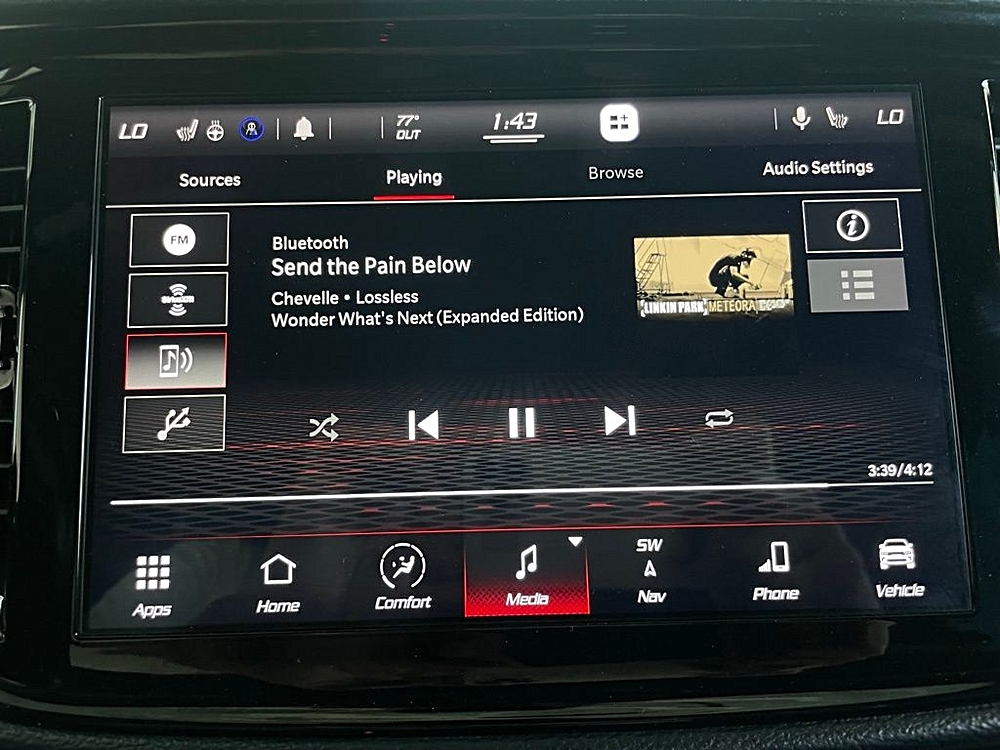 LO
77°
OUT
1:43
LO
Sources
Playing
Browse
Audio Settings
FM
SiriusXM
Bluetooth
Send the Pain Below
Chevelle • Lossless
Wonder What's Next (Expanded Edition)
LINKIN PARK METEORA
3:39/4:12
Apps
Home
Comfort
Media
SW
Nav
Phone
Vehicle